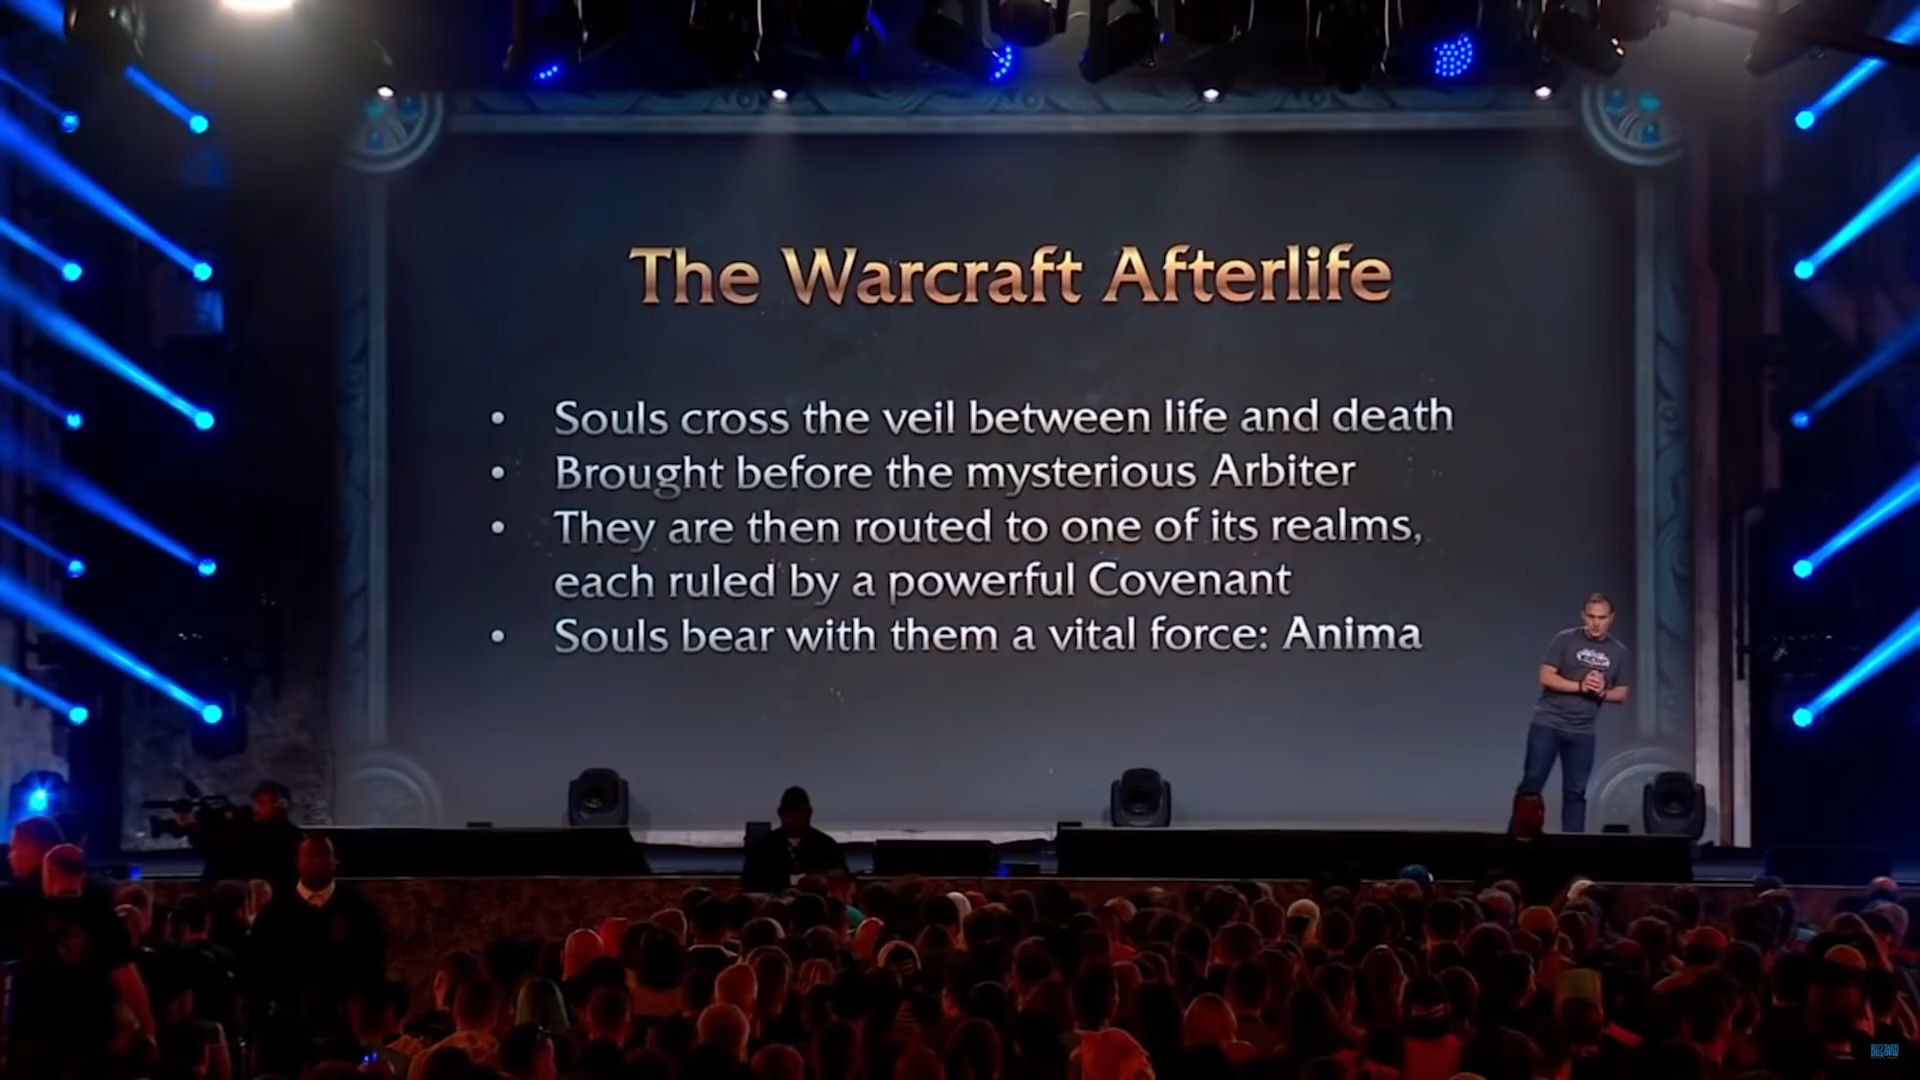 The Warcraft Afterlife
• Souls cross the veil between life and death
• Brought before the mysterious Arbiter
• They are then routed to one of its realms,
each ruled by a powerful Covenant
• Souls bear with them a vital force: Anima
BLIZZARD